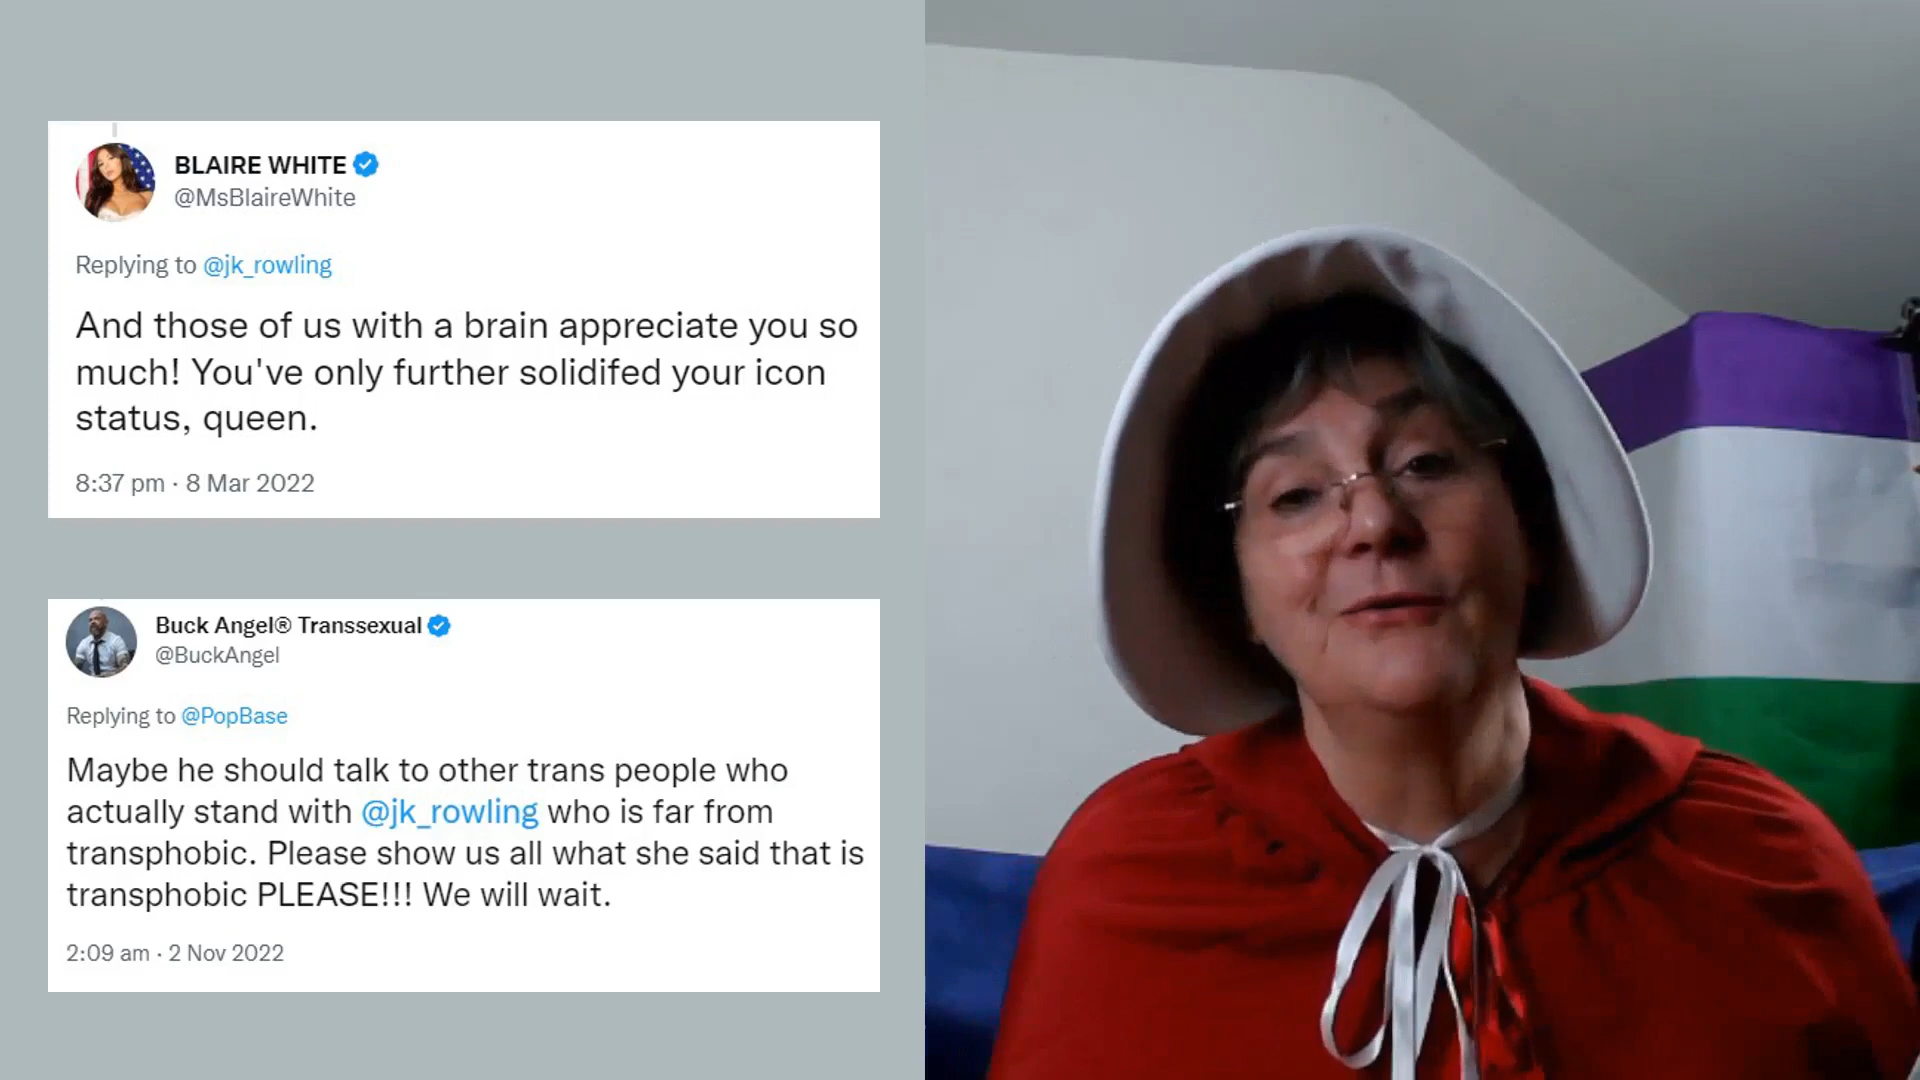 BLAIRE WHITE
@MsBlaireWhite
Replying to @jk_rowling
And those of us with a brain appreciate you so
much! You've only further solidifed your icon
status, queen.
8:37 pm · 8 Mar 2022
Buck Angel® Transsexual
@BuckAngel
Replying to @PopBase
Maybe he should talk to other trans people who
actually stand with @jk_rowling who is far from
transphobic. Please show us all what she said that is
transphobic PLEASE!!! We will wait.
2:09 am · 2 Nov 2022